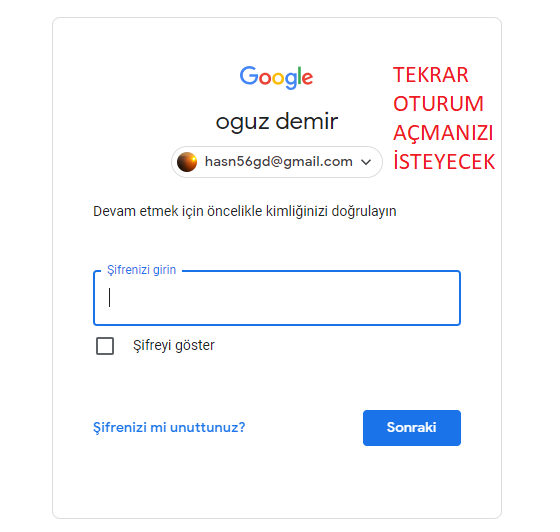 Google
TEKRAR
OTURUM
AÇMANIZI
İSTEYECEK
oguz demir
hasn56gd@gmail.com
Devam etmek için öncelikle kimliğinizi doğrulayın
Şifrenizi girin
Şifreyi göster
Şifrenizi mi unuttunuz?
Sonraki